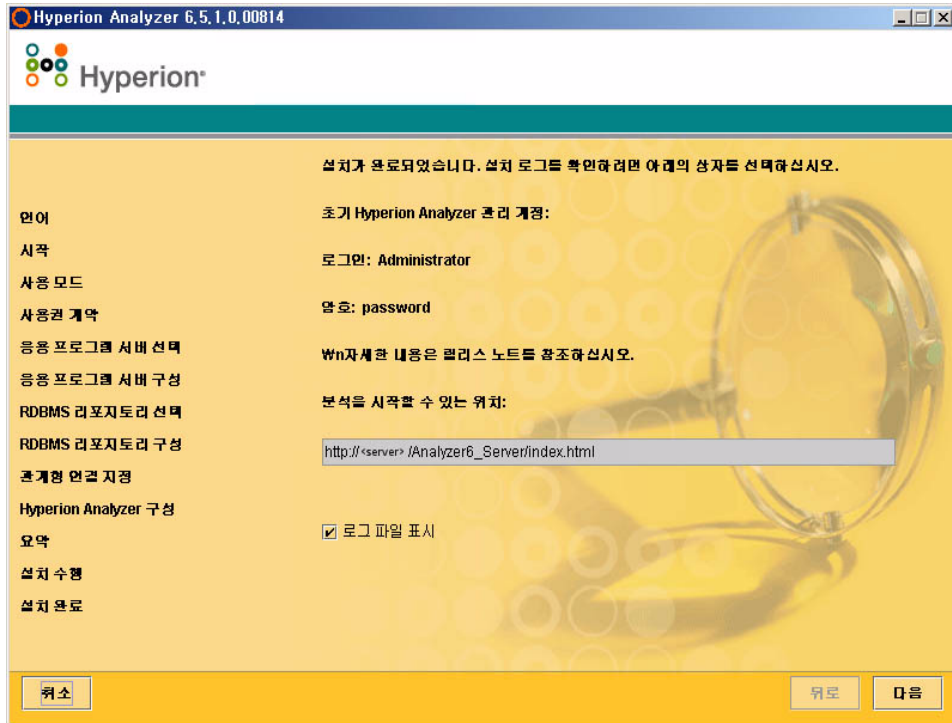 Hyperion Analyzer 6,5,1,0,00814
Hyperion
설치가 완료되었습니다. 설치 로그를 확인하려면 아래의 상자를 선택하십시오.
초기 Hyperion Analyzer 관리 계정:
로그인: Administrator
암호: password
₩n자세한 내용은 릴리스 노트를 참조하십시오.
분석을 시작할 수 있는 위치:
http://<server> /Analyzer6_Server/index.html
로그 파일 표시
언어
시작
사용 모드
사용권 계약
응용 프로그램 서버 선택
응용 프로그램 서버 구성
RDBMS 리포지토리 선택
RDBMS 리포지토리 구성
관계형 연결 지정
Hyperion Analyzer 구성
요약
설치 수행
설치 완료
취소
뒤로
다음